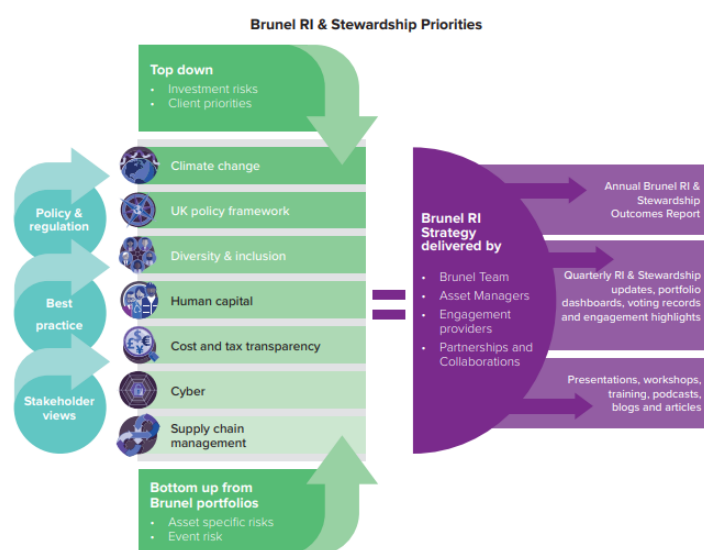 Brunel RI & Stewardship Priorities
Top down
• Investment risks
• Client priorities
Policy &
regulation
Best
practice
Stakeholder
views
Climate change
UK policy framework
Diversity & inclusion
Human capital
Cost and tax transparency
Cyber
Supply chain
management
Bottom up from
Brunel portfolios
• Asset specific risks
• Event risk
Brunel RI
Strategy
delivered by
• Brunel Team
• Asset Managers
• Engagement
providers
• Partnerships and
Collaborations
Annual Brunel RI &
Stewardship
Outcomes Report
Quarterly RI & Stewardship
updates, portfolio
dashboards, voting records
and engagement highlights
Presentations, workshops,
training, podcasts,
blogs and articles